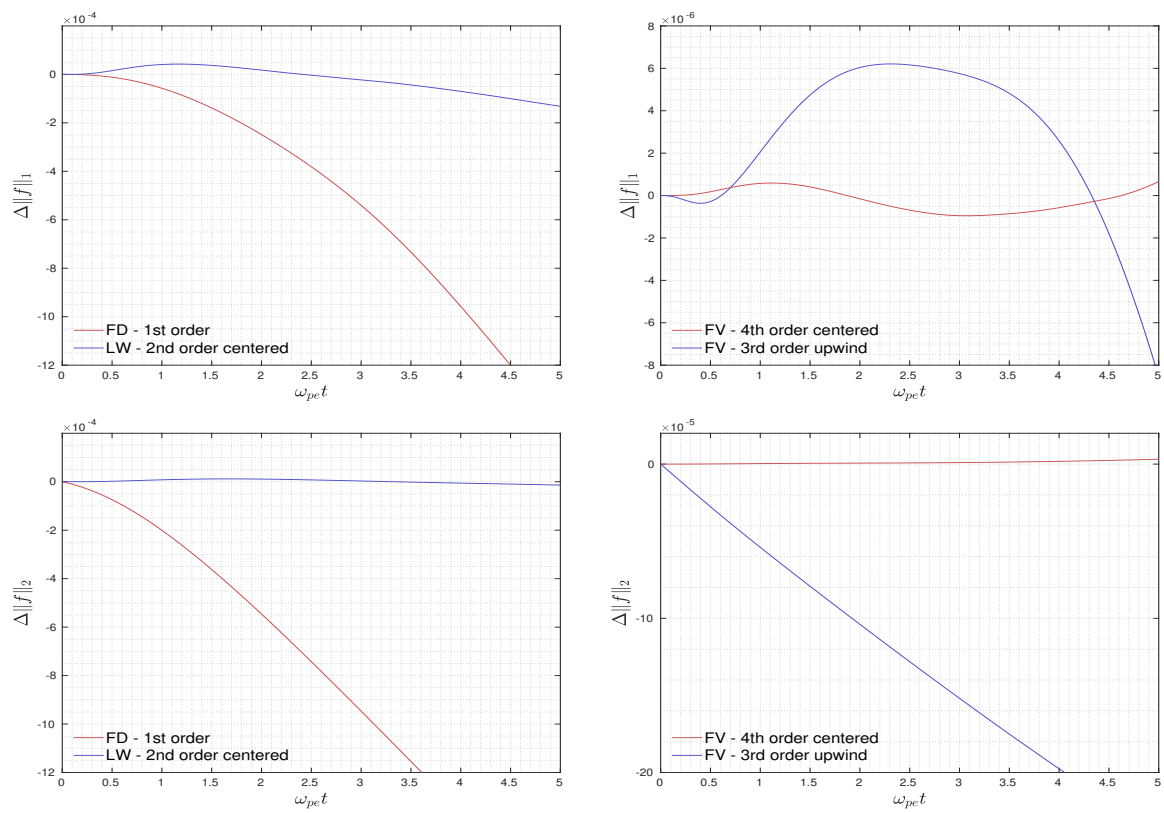 ×10 -4
0
-2
-4
-6
-8
-10
-12
Δ‖f‖1
FD - 1st order
LW - 2nd order centered
0 0.5 1 1.5 2 2.5 3 3.5 4 4.5 5
ωpet
×10 -6
8
6
4
2
0
-2
-4
-6
-8
Δ‖f‖1
FV - 4th order centered
FV - 3rd order upwind
0 0.5 1 1.5 2 2.5 3 3.5 4 4.5 5
ωpet
×10 -4
0
-2
-4
-6
-8
-10
-12
Δ‖f‖2
FD - 1st order
LW - 2nd order centered
0 0.5 1 1.5 2 2.5 3 3.5 4 4.5 5
ωpet
×10 -5
0
-10
-20
Δ‖f‖2
FV - 4th order centered
FV - 3rd order upwind
0 0.5 1 1.5 2 2.5 3 3.5 4 4.5 5
ωpet